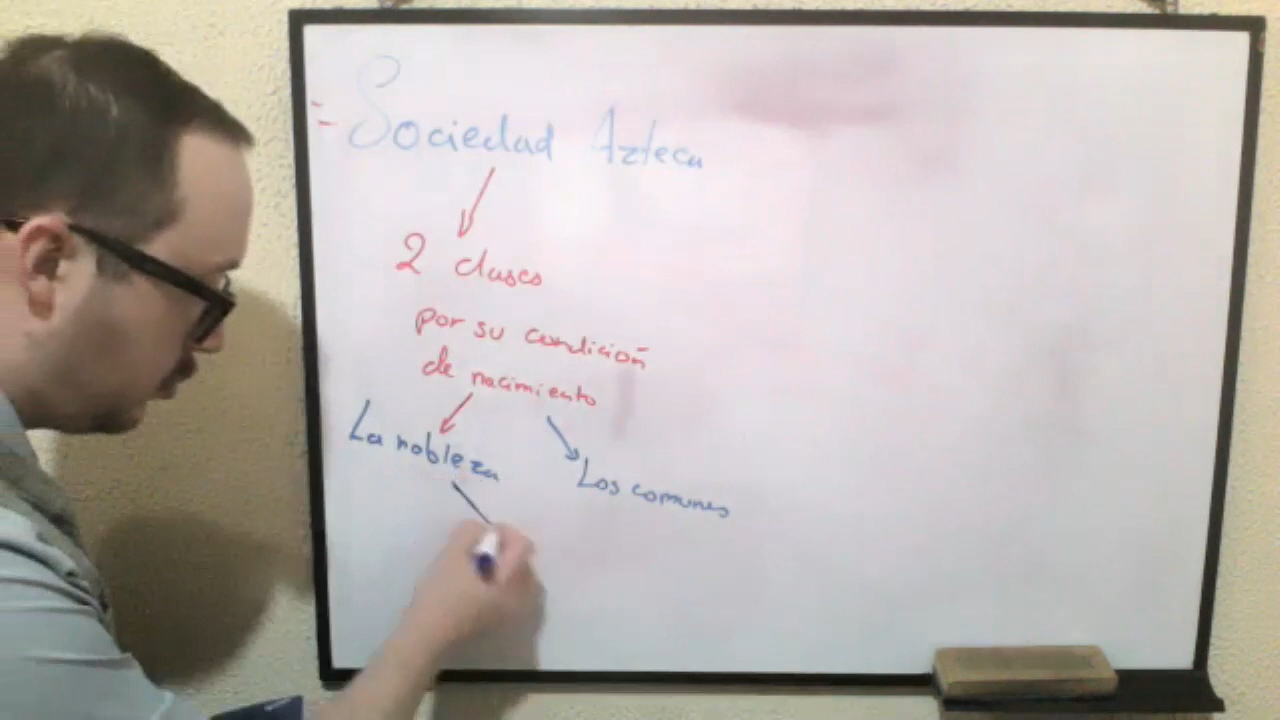 Sociedad Azteca
2 clases
por su condición
de nacimiento
La nobleza
Los comunes